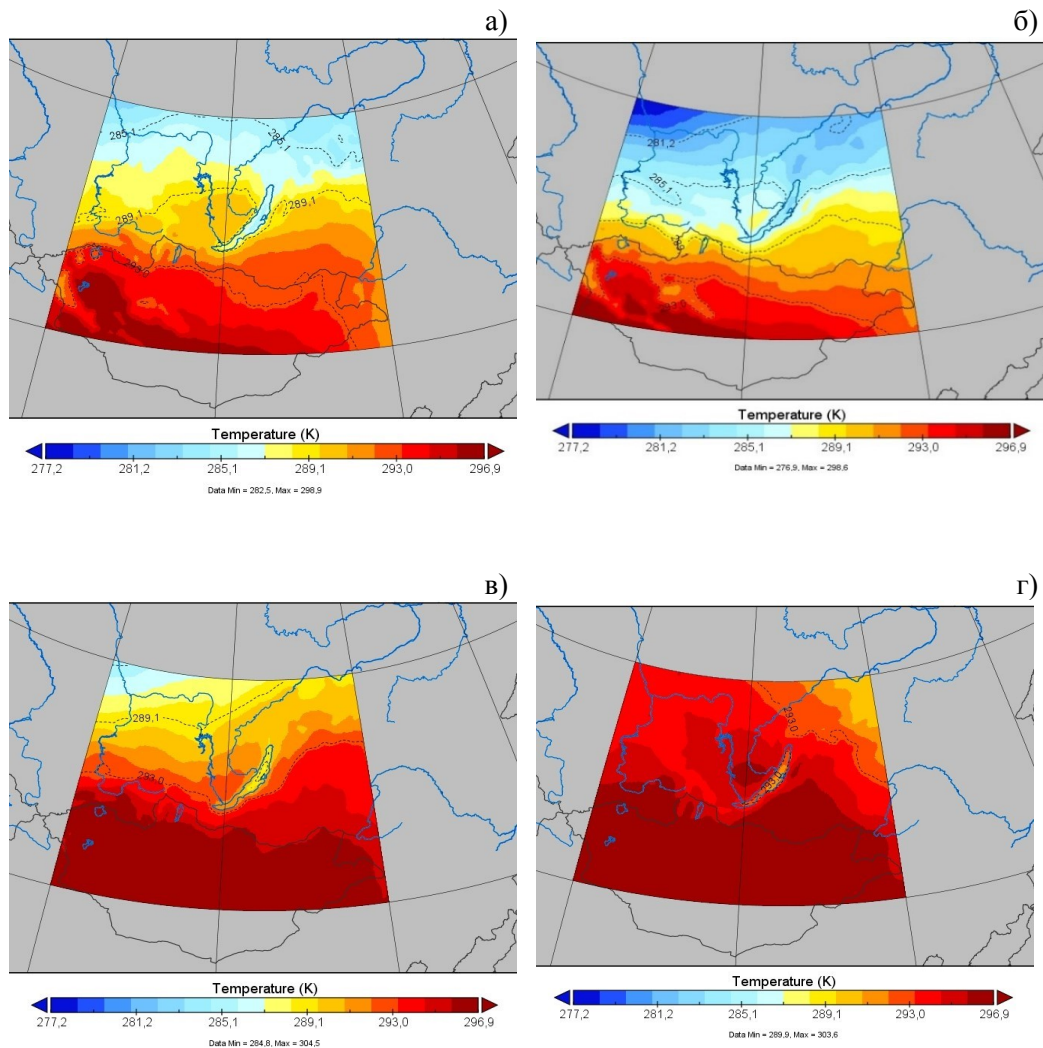 а)
285,1
285,1
289,1
289,1
Temperature (K)
277,2 281,2 285,1 289,1 293,0 296,9
Data Min = 282,5, Max = 298,9
б)
281,2
285,1
Temperature (K)
277,2 281,2 285,1 289,1 293,0 296,9
Data Min = 276,9, Max = 298,6
в)
289,1
293,0
Temperature (K)
277,2 281,2 285,1 289,1 293,0 296,9
Data Min = 284,8, Max = 304,5
г)
293,0
293,0
Temperature (K)
277,2 281,2 285,1 289,1 293,0 296,9
Data Min = 289,9, Max = 303,6